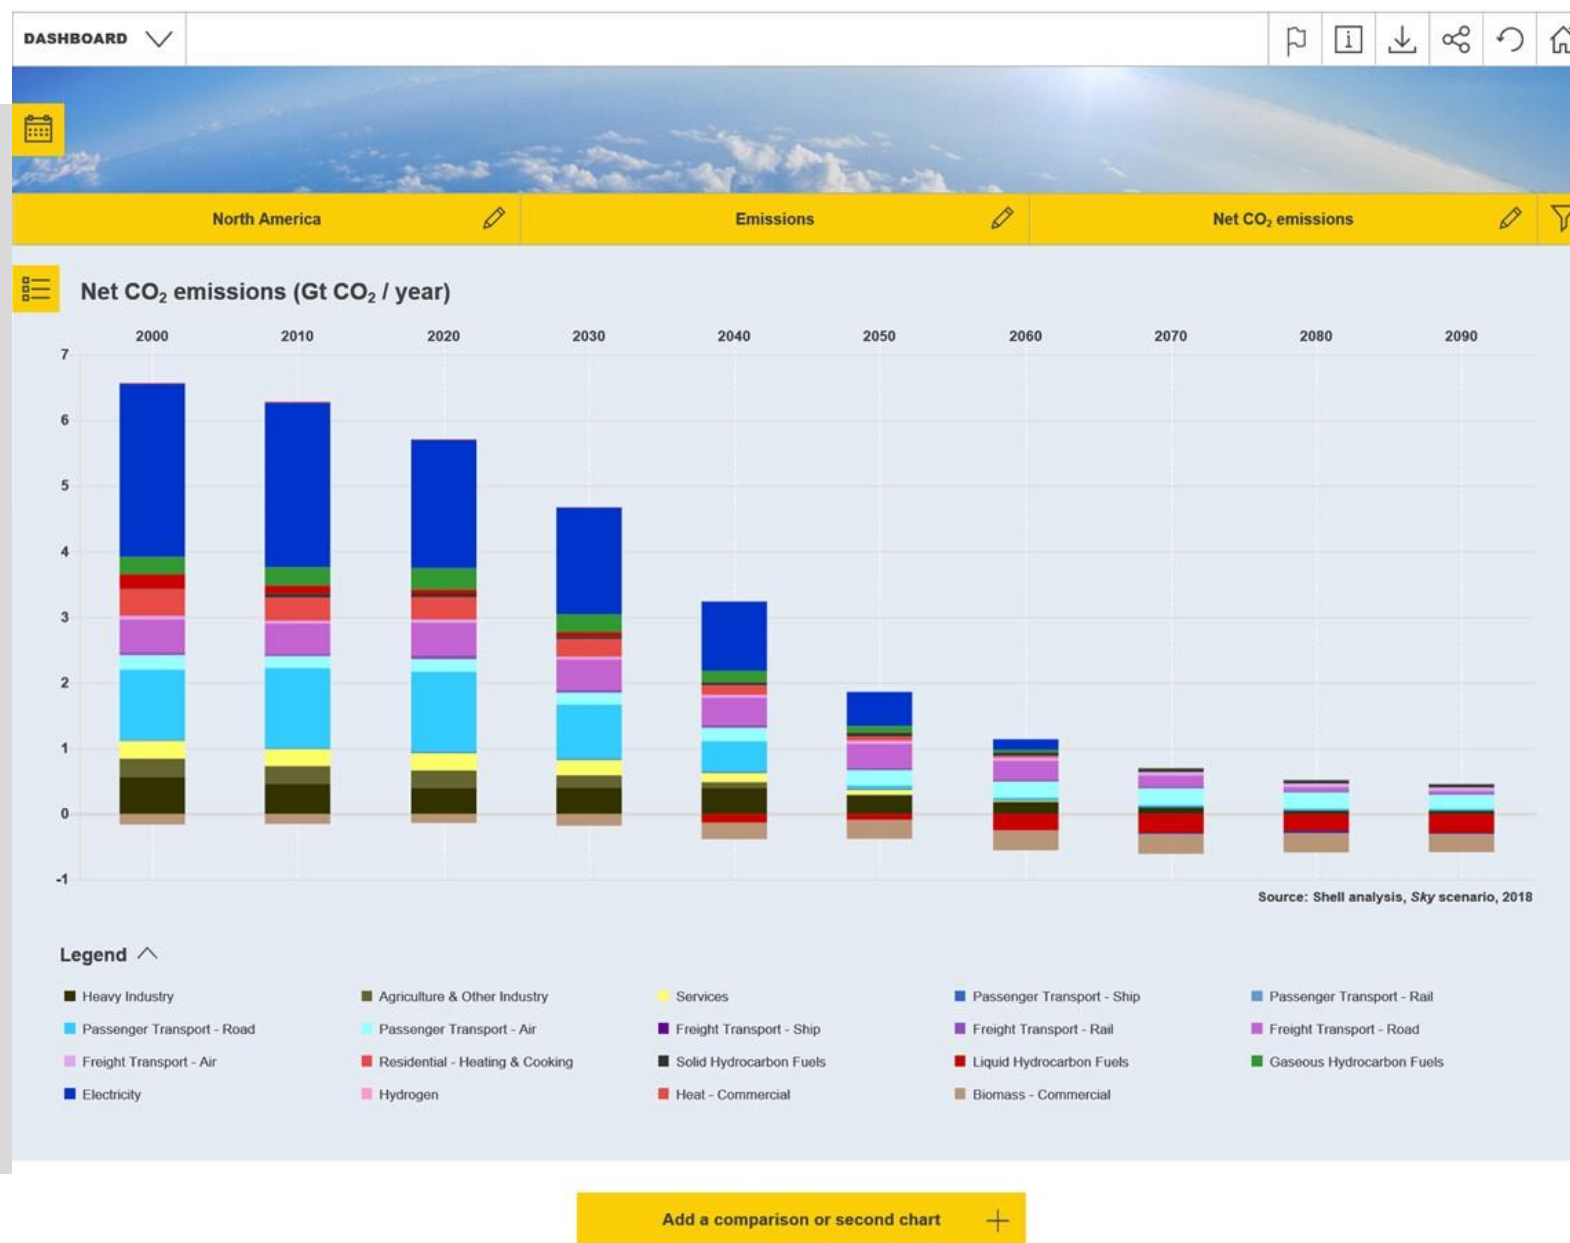 DASHBOARD
North America
Emissions
Net CO₂ emissions
Net CO₂ emissions (Gt CO₂ / year)
2000 2010 2020 2030 2040 2050 2060 2070 2080 2090
7
6
5
4
3
2
1
0
-1
Source: Shell analysis, Sky scenario, 2018
Legend
Heavy Industry Agriculture & Other Industry Services Passenger Transport - Ship Passenger Transport - Rail
Passenger Transport - Road Passenger Transport - Air Freight Transport - Ship Freight Transport - Rail Freight Transport - Road
Freight Transport - Air Residential - Heating & Cooking Solid Hydrocarbon Fuels Liquid Hydrocarbon Fuels Gaseous Hydrocarbon Fuels
Electricity Hydrogen Heat - Commercial Biomass - Commercial
Add a comparison or second chart